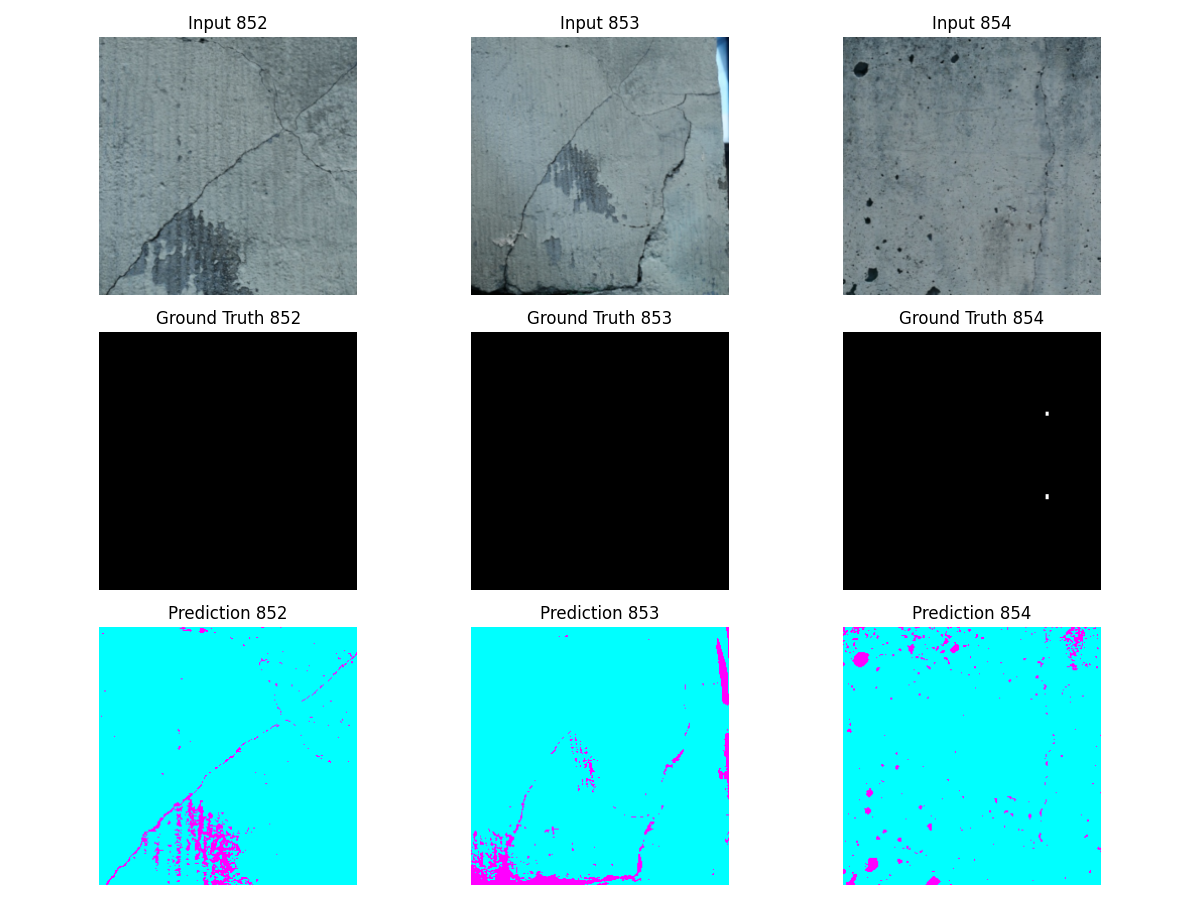 Input 852
Input 853
Input 854
Ground Truth 852
Ground Truth 853
Ground Truth 854
Prediction 852
Prediction 853
Prediction 854